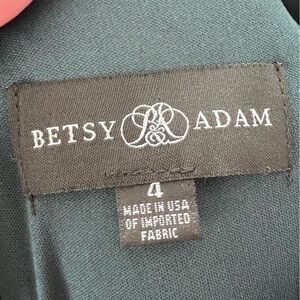 BETSY ADAM
4
MADE IN USA
OF IMPORTED
FABRIC